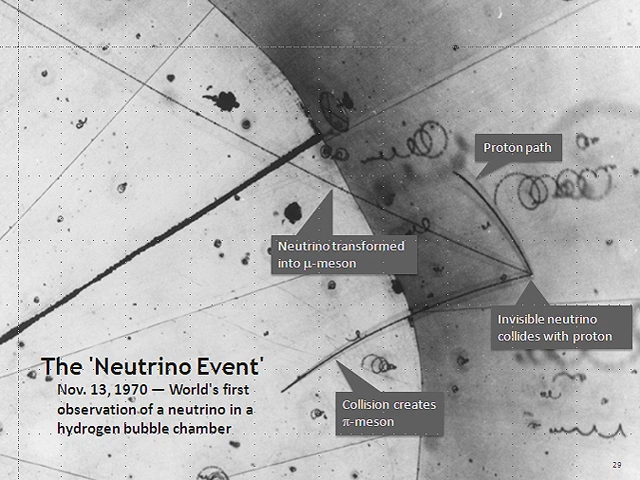 Proton path
Neutrino transformed
into μ-meson
Invisible neutrino
collides with proton
The 'Neutrino Event'
Nov. 13, 1970 — World's first
observation of a neutrino in a
hydrogen bubble chamber
Collision creates
π-meson
29